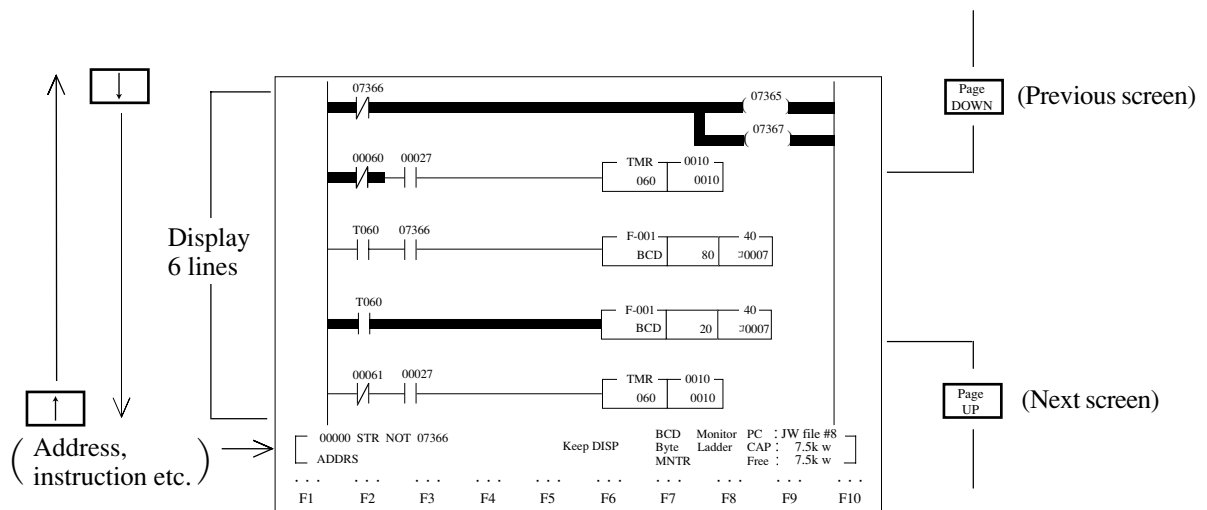 ↓
07366
07365
07367
Page
DOWN
(Previous screen)
00060 00027
TMR 0010
060 0010
Display
6 lines
T060 07366
F-001 40
BCD 80 ｺ0007
T060
F-001 40
BCD 20 ｺ0007
00061 00027
TMR 0010
060 0010
↑
Page
UP
(Next screen)
(Address,
instruction etc.)
00000 STR NOT 07366
ADDRS
Keep DISP
BCD Monitor PC : JW file #8
Byte Ladder CAP : 7.5k w
MNTR Free : 7.5k w
... ... ... ... ... ... ... ... ... ...
F1 F2 F3 F4 F5 F6 F7 F8 F9 F10